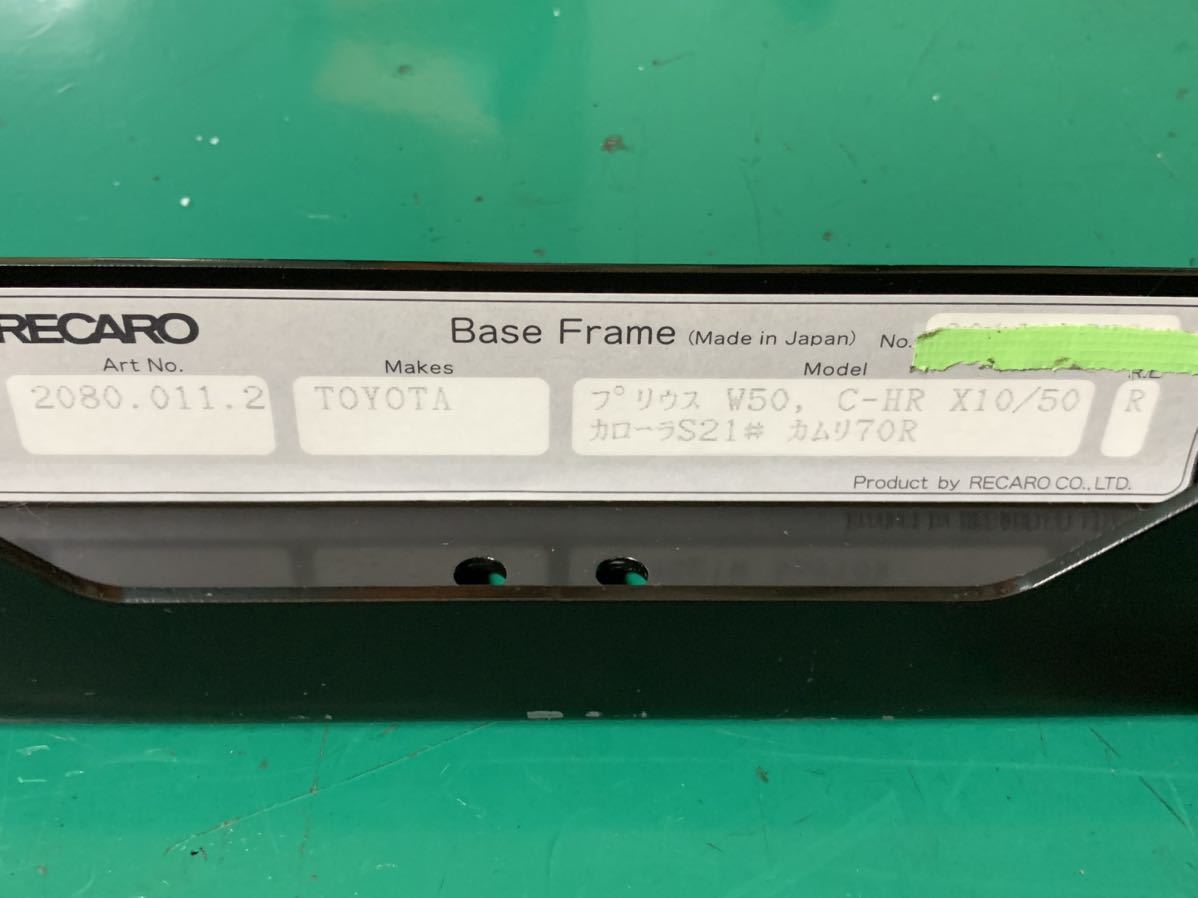 RECARO Base Frame (Made in Japan) No.
Art No. Makes Model R.L
2080.011.2 TOYOTA プリウス W50, C-HR X10/50 R
カローラS21# カムリ70R
Product by RECARO CO.,LTD.